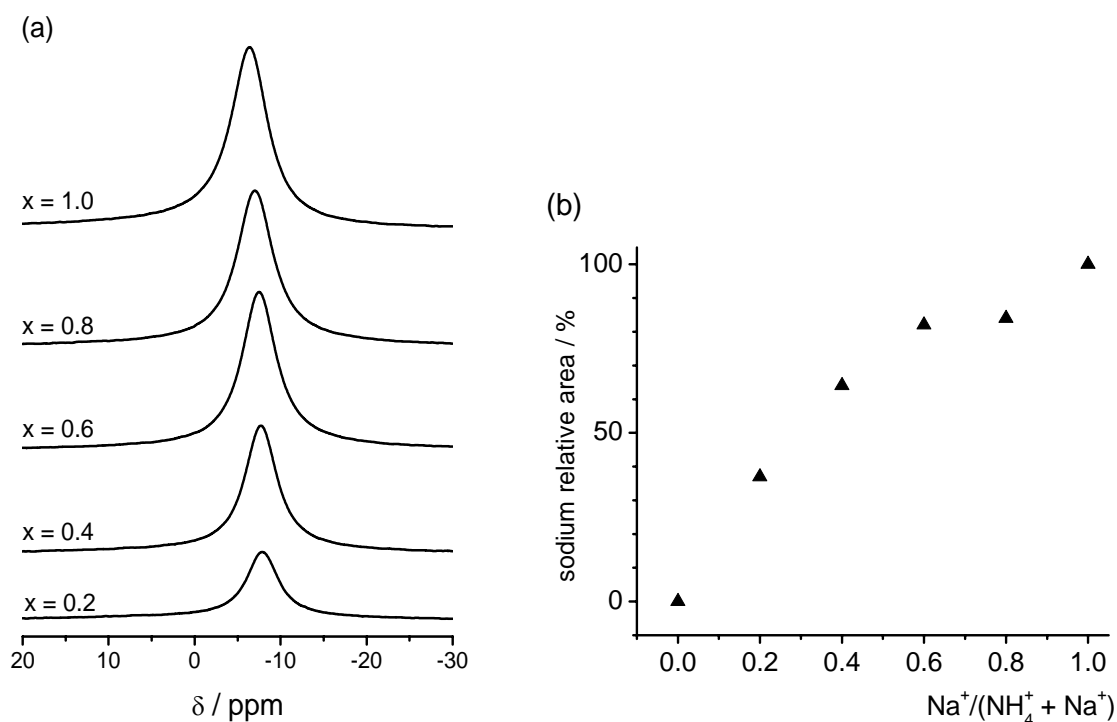 (a)
x = 1.0
x = 0.8
x = 0.6
x = 0.4
x = 0.2
20 10 0 -10 -20 -30
δ / ppm
(b)
sodium relative area / %
100
50
0
0.0 0.2 0.4 0.6 0.8 1.0
Na⁺/(NH₄⁺ + Na⁺)